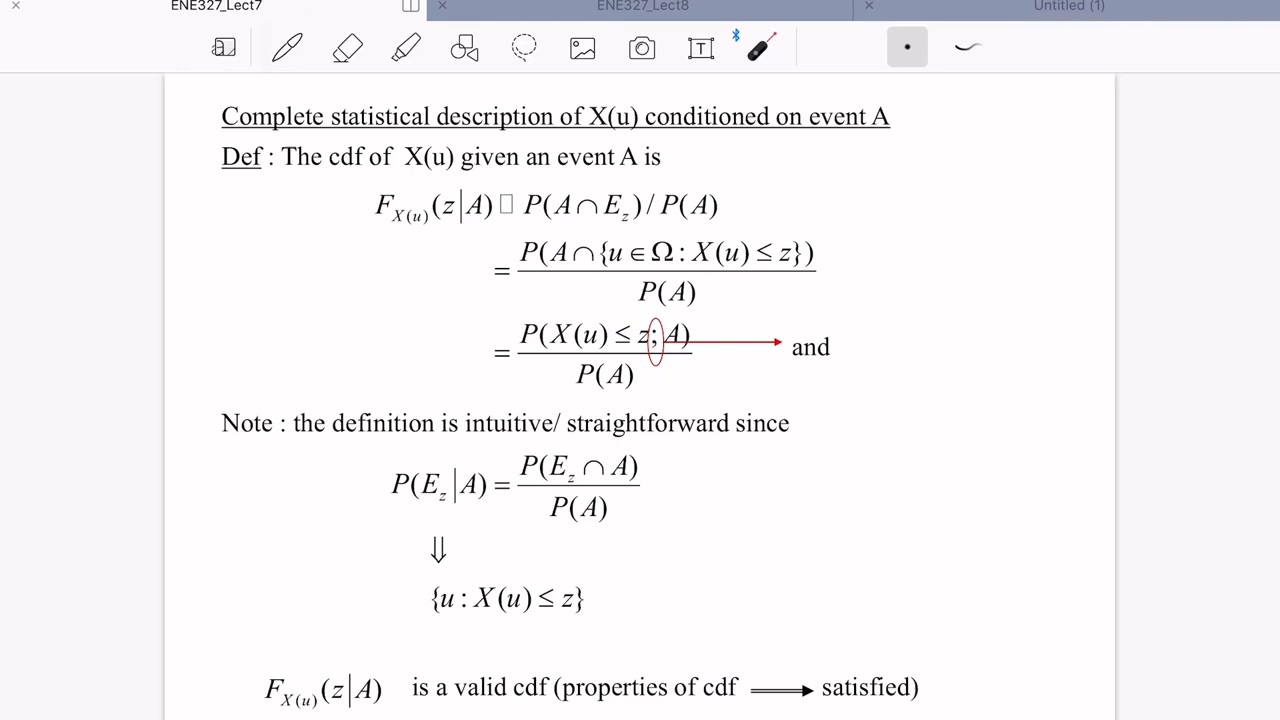 ENE327_Lect7 ENE327_Lect8 Untitled (1)
Complete statistical description of X(u) conditioned on event A
Def : The cdf of X(u) given an event A is
F_{X(u)}(z|A) □ P(A∩E_z) / P(A)
= P(A∩{u∈Ω : X(u) ≤ z}) / P(A)
= P(X(u) ≤ z; A) / P(A) → and
Note : the definition is intuitive/ straightforward since
P(E_z|A) = P(E_z ∩ A) / P(A)
⇓
{u : X(u) ≤ z}
F_{X(u)}(z|A) is a valid cdf (properties of cdf ⟹ satisfied)